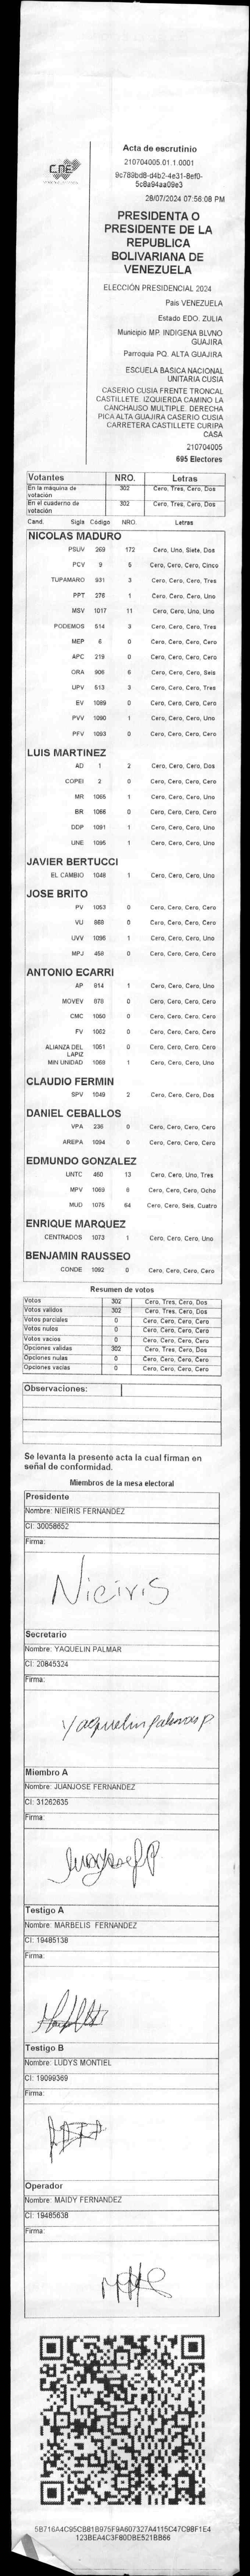 CNE
Acta de escrutinio
210704005.01.1.0001
9c789bd8-d4b2-4e31-8ef0-
5c8a94aa09e3
28/07/2024 07:56:08 PM
PRESIDENTA O
PRESIDENTE DE LA
REPUBLICA
BOLIVARIANA DE
VENEZUELA
ELECCIÓN PRESIDENCIAL 2024
Pais VENEZUELA
Estado EDO. ZULIA
Municipio MP. INDIGENA BLVNO
GUAJIRA
Parroquia PQ. ALTA GUAJIRA
ESCUELA BASICA NACIONAL
UNITARIA CUSIA
CASERIO CUSIA FRENTE TRONCAL
CASTILLETE. IZQUIERDA CAMINO LA
CANCHAUSO MULTIPLE. DERECHA
PICA ALTA GUAJIRA CASERIO CUSIA
CARRETERA CASTILLETE CURIPA
CASA
210704005
695 Electores
Votantes NRO. Letras
En la máquina de votación 302 Cero, Tres, Cero, Dos
En el cuaderno de votación 302 Cero, Tres, Cero, Dos
Cand. Sigla Código NRO. Letras
NICOLAS MADURO
PSUV 269 172 Cero, Uno, Siete, Dos
PCV 9 5 Cero, Cero, Cero, Cinco
TUPAMARO 931 3 Cero, Cero, Cero, Tres
PPT 276 1 Cero, Cero, Cero, Uno
MSV 1017 11 Cero, Cero, Uno, Uno
PODEMOS 514 3 Cero, Cero, Cero, Tres
MEP 6 0 Cero, Cero, Cero, Cero
APC 219 0 Cero, Cero, Cero, Cero
ORA 906 6 Cero, Cero, Cero, Seis
UPV 513 3 Cero, Cero, Cero, Tres
EV 1089 0 Cero, Cero, Cero, Cero
PVV 1090 1 Cero, Cero, Cero, Uno
PFV 1093 0 Cero, Cero, Cero, Cero
LUIS MARTINEZ
AD 1 2 Cero, Cero, Cero, Dos
COPEI 2 0 Cero, Cero, Cero, Cero
MR 1065 1 Cero, Cero, Cero, Uno
BR 1066 0 Cero, Cero, Cero, Cero
DDP 1091 1 Cero, Cero, Cero, Uno
UNE 1095 1 Cero, Cero, Cero, Uno
JAVIER BERTUCCI
EL CAMBIO 1048 1 Cero, Cero, Cero, Uno
JOSE BRITO
PV 1053 0 Cero, Cero, Cero, Cero
VU 868 0 Cero, Cero, Cero, Cero
UVV 1096 1 Cero, Cero, Cero, Uno
MPJ 458 0 Cero, Cero, Cero, Cero
ANTONIO ECARRI
AP 914 1 Cero, Cero, Cero, Uno
MOVEV 978 0 Cero, Cero, Cero, Cero
CMC 1050 0 Cero, Cero, Cero, Cero
FV 1062 0 Cero, Cero, Cero, Cero
ALIANZA DEL LAPIZ 1051 0 Cero, Cero, Cero, Cero
MIN UNIDAD 1069 1 Cero, Cero, Cero, Uno
CLAUDIO FERMIN
SPV 1049 2 Cero, Cero, Cero, Dos
DANIEL CEBALLOS
VPA 236 0 Cero, Cero, Cero, Cero
AREPA 1094 0 Cero, Cero, Cero, Cero
EDMUNDO GONZALEZ
UNTC 460 13 Cero, Cero, Uno, Tres
MPV 1069 8 Cero, Cero, Cero, Ocho
MUD 1075 64 Cero, Cero, Seis, Cuatro
ENRIQUE MARQUEZ
CENTRADOS 1073 1 Cero, Cero, Cero, Uno
BENJAMIN RAUSSEO
CONDE 1092 0 Cero, Cero, Cero, Cero
Resumen de votos
Votos 302 Cero, Tres, Cero, Dos
Votos validos 302 Cero, Tres, Cero, Dos
Votos parciales 0 Cero, Cero, Cero, Cero
Votos nulos 0 Cero, Cero, Cero, Cero
Votos vacios 0 Cero, Cero, Cero, Cero
Opciones validas 302 Cero, Tres, Cero, Dos
Opciones nulas 0 Cero, Cero, Cero, Cero
Opciones vacias 0 Cero, Cero, Cero, Cero
Observaciones:
Se levanta la presente acta la cual firman en
señal de conformidad.
Miembros de la mesa electoral
Presidente
Nombre: NIEIRIS FERNANDEZ
CI: 30058652
Firma:
Nieiris
Secretario
Nombre: YAQUELIN PALMAR
CI: 20845324
Firma:
Yaquelin Palmar P
Miembro A
Nombre: JUANJOSE FERNANDEZ
CI: 31262635
Firma:
Testigo A
Nombre: MARBELIS FERNANDEZ
CI: 19485138
Firma:
Testigo B
Nombre: LUDYS MONTIEL
CI: 19099369
Firma:
Operador
Nombre: MAIDY FERNANDEZ
CI: 19485636
Firma:
5B716A4C95CB81B975F9A607327A4115C47C98F1E4
123BEA4C3F80DBE521BB66